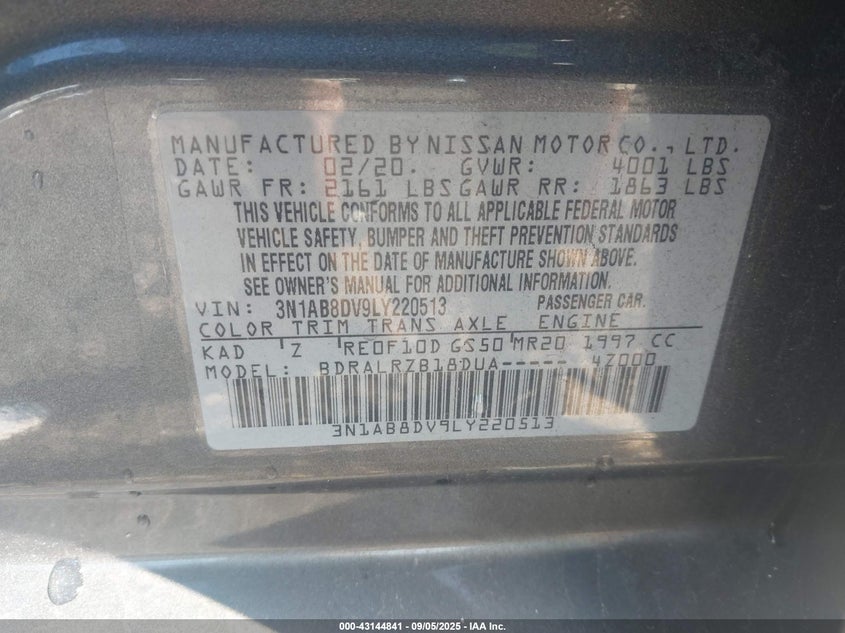 MANUFACTURED BY NISSAN MOTOR CO., LTD.
DATE: 02/20. GVWR: 4001 LBS
GAWR FR: 2161 LBS GAWR RR: 1863 LBS
THIS VEHICLE CONFORMS TO ALL APPLICABLE FEDERAL MOTOR
VEHICLE SAFETY, BUMPER AND THEFT PREVENTION STANDARDS
IN EFFECT ON THE DATE OF MANUFACTURE SHOWN ABOVE.
SEE OWNER'S MANUAL FOR ADDITIONAL INFORMATION.
VIN: 3N1AB8DV9LY220513 PASSENGER CAR.
COLOR TRIM TRANS AXLE ENGINE
KAD Z RE0F10D GS50 MR20 1997 CC
MODEL: BDRALRZB18DUA----- 4Z000
3N1AB8DV9LY220513
000-43144841 - 09/05/2025 - IAA Inc.